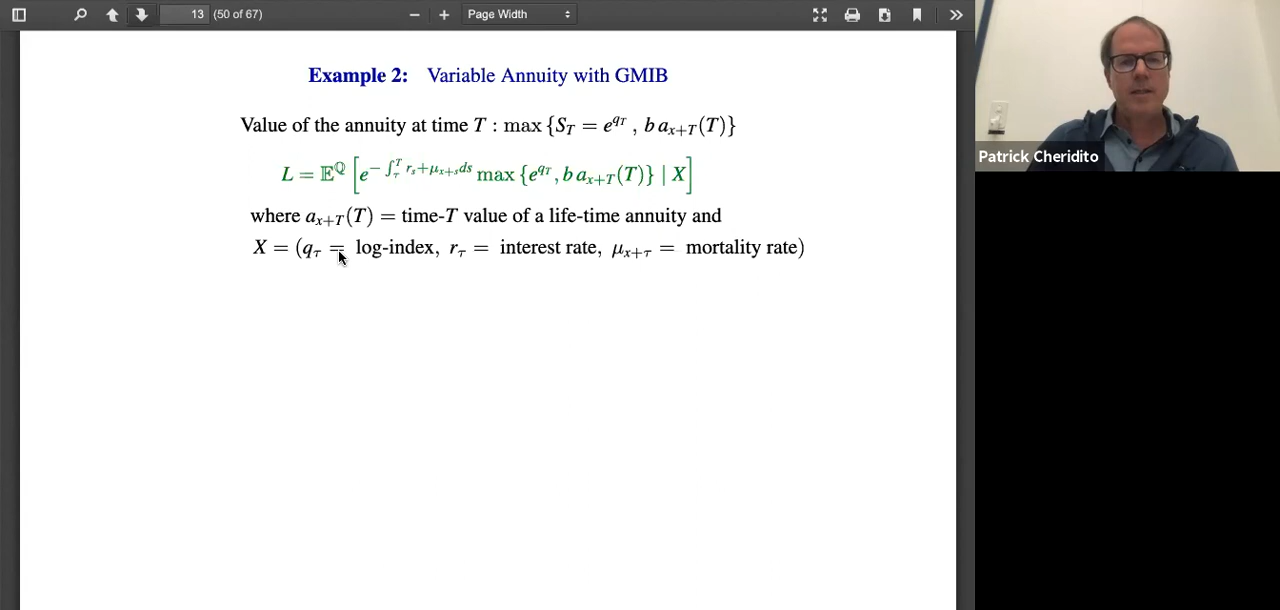 13 (50 of 67) Page Width
Example 2: Variable Annuity with GMIB
Value of the annuity at time T : max {S_T = e^{q_T} , b a_{x+T}(T)}
L = 𝔼^ℚ [e^{− ∫_τ^T r_s+μ_{x+s}ds} max {e^{q_T}, b a_{x+T}(T)} | X]
where a_{x+T}(T) = time-T value of a life-time annuity and
X = (q_τ = log-index, r_τ = interest rate, μ_{x+τ} = mortality rate)
Patrick Cheridito